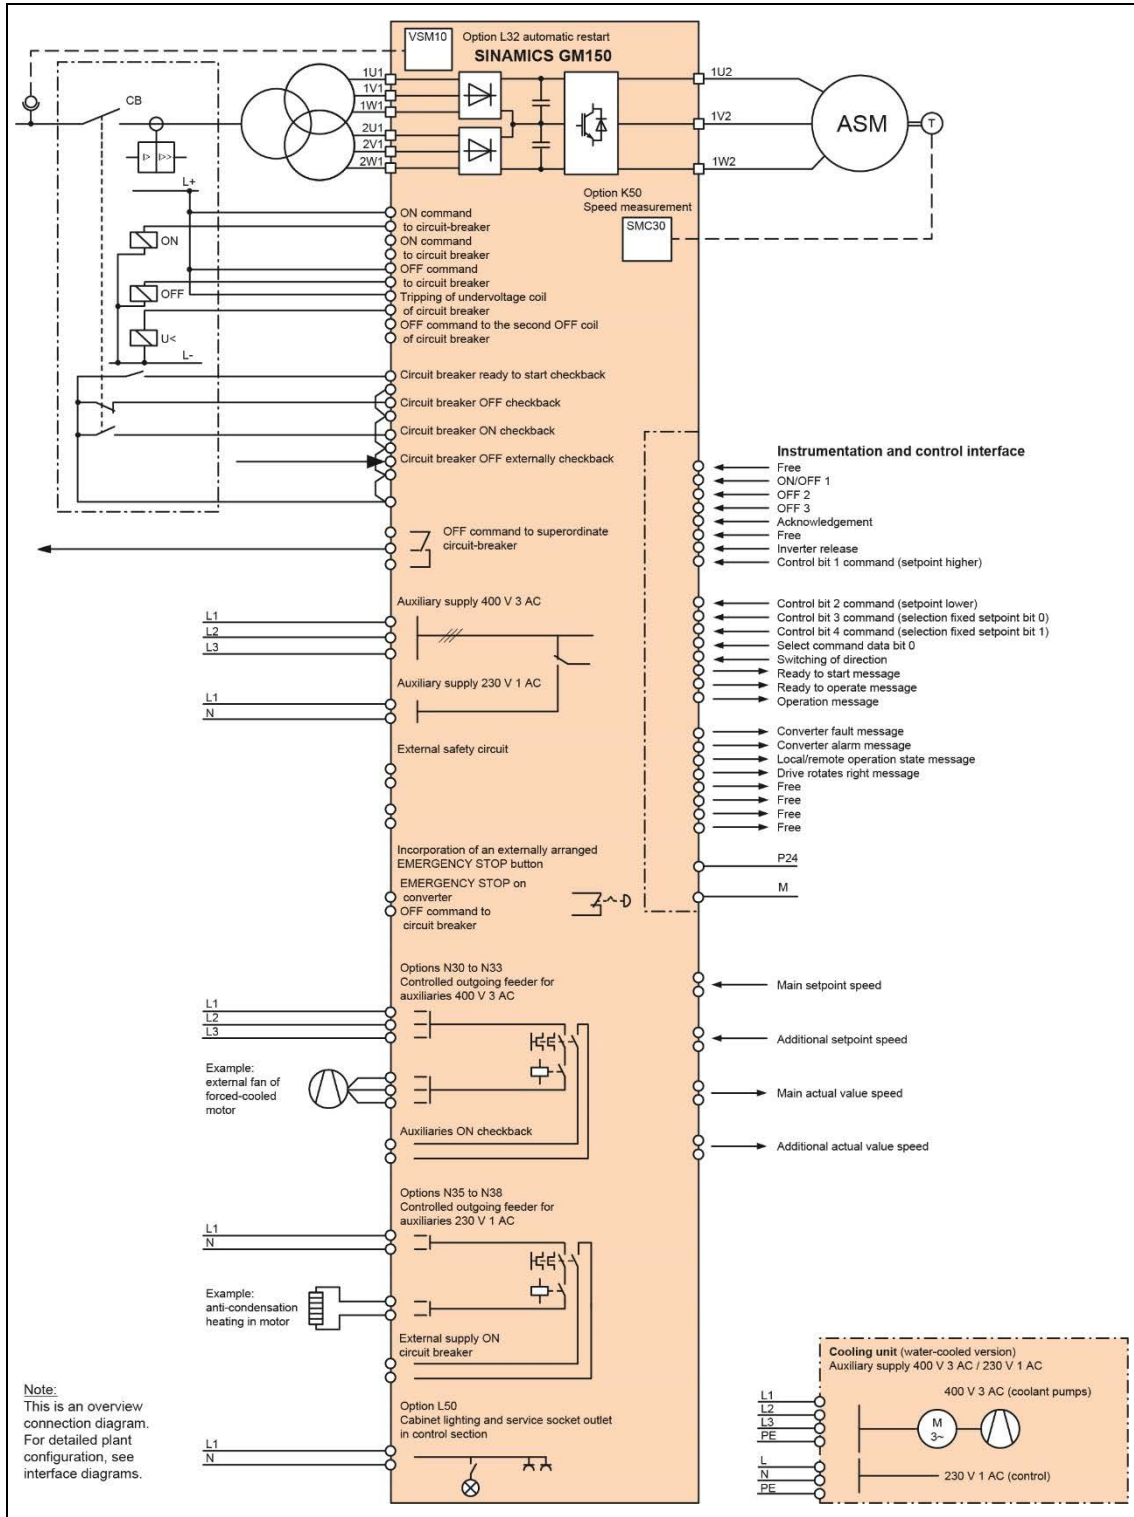 VSM10
Option L32 automatic restart
SINAMICS GM150
CB
I>
I>>
1U1
1V1
1W1
2U1
2V1
2W1
1U2
1V2
1W2
ASM
T
Option K50
Speed measurement
SMC30
L+
ON
OFF
U<
L-
ON command
to circuit-breaker
ON command
to circuit breaker
OFF command
to circuit breaker
Tripping of undervoltage coil
of circuit breaker
OFF command to the second OFF coil
of circuit breaker
Circuit breaker ready to start checkback
Circuit breaker OFF checkback
Circuit breaker ON checkback
Circuit breaker OFF externally checkback
OFF command to superordinate
circuit-breaker
Auxiliary supply 400 V 3 AC
L1
L2
L3
Auxiliary supply 230 V 1 AC
L1
N
External safety circuit
Incorporation of an externally arranged
EMERGENCY STOP button
EMERGENCY STOP on
converter
OFF command to
circuit breaker
Options N30 to N33
Controlled outgoing feeder for
auxiliaries 400 V 3 AC
L1
L2
L3
Example:
external fan of
forced-cooled
motor
Auxiliaries ON checkback
Options N35 to N38
Controlled outgoing feeder for
auxiliaries 230 V 1 AC
L1
N
Example:
anti-condensation
heating in motor
External supply ON
circuit breaker
Option L50
Cabinet lighting and service socket outlet
in control section
L1
N
Note:
This is an overview
connection diagram.
For detailed plant
configuration, see
interface diagrams.
Instrumentation and control interface
Free
ON/OFF 1
OFF 2
OFF 3
Acknowledgement
Free
Inverter release
Control bit 1 command (setpoint higher)
Control bit 2 command (setpoint lower)
Control bit 3 command (selection fixed setpoint bit 0)
Control bit 4 command (selection fixed setpoint bit 1)
Select command data bit 0
Switching of direction
Ready to start message
Ready to operate message
Operation message
Converter fault message
Converter alarm message
Local/remote operation state message
Drive rotates right message
Free
Free
Free
Free
P24
M
Main setpoint speed
Additional setpoint speed
Main actual value speed
Additional actual value speed
Cooling unit (water-cooled version)
Auxiliary supply 400 V 3 AC / 230 V 1 AC
400 V 3 AC (coolant pumps)
L1
L2
L3
PE
M
3~
L
N
PE
230 V 1 AC (control)